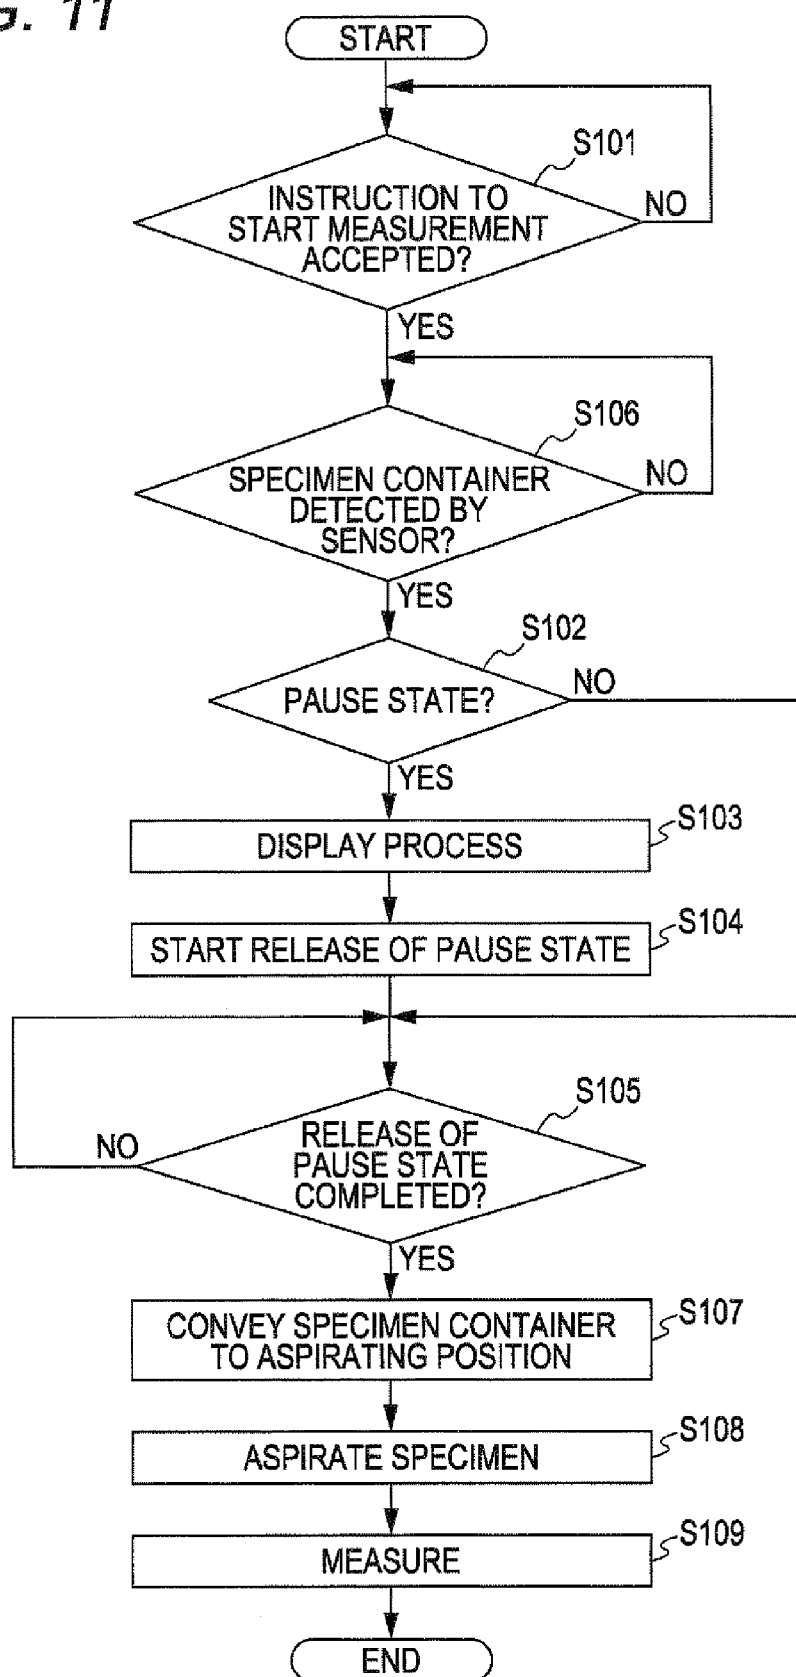 G. 11
START
S101
INSTRUCTION TO
START MEASUREMENT
ACCEPTED?
NO
YES
S106
SPECIMEN CONTAINER
DETECTED BY
SENSOR?
NO
YES
S102
PAUSE STATE?
NO
YES
S103
DISPLAY PROCESS
S104
START RELEASE OF PAUSE STATE
S105
RELEASE OF
PAUSE STATE
COMPLETED?
NO
YES
S107
CONVEY SPECIMEN CONTAINER
TO ASPIRATING POSITION
S108
ASPIRATE SPECIMEN
S109
MEASURE
END